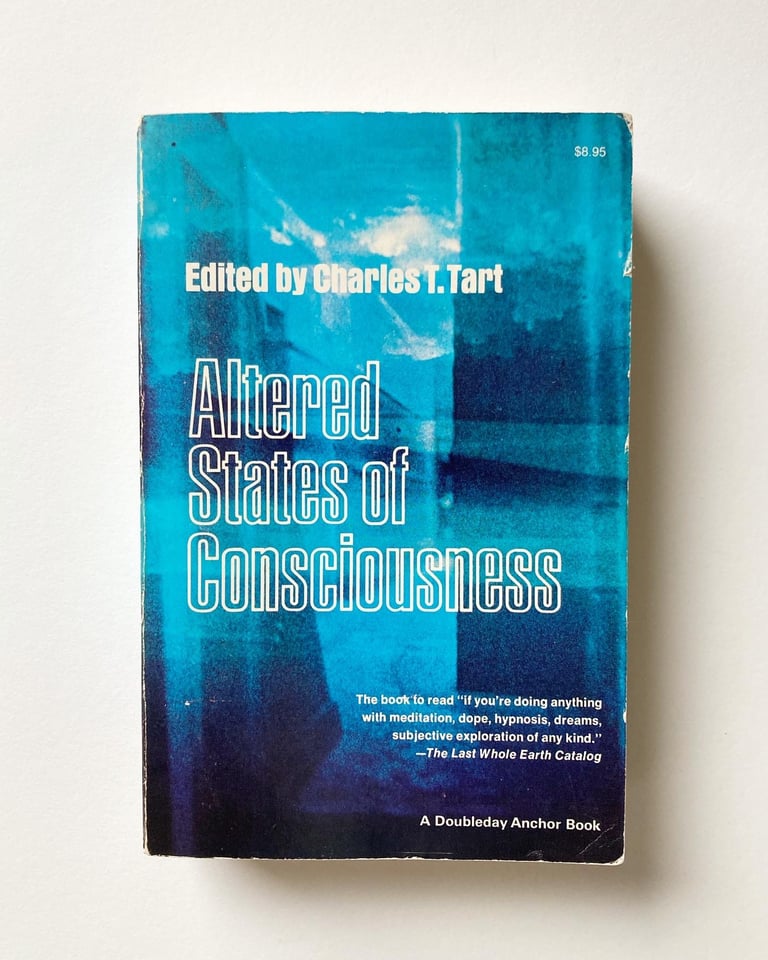 $8.95
Edited by Charles T. Tart
Altered
States of
Consciousness
The book to read "if you're doing anything
with meditation, dope, hypnosis, dreams,
subjective exploration of any kind."
—The Last Whole Earth Catalog
A Doubleday Anchor Book